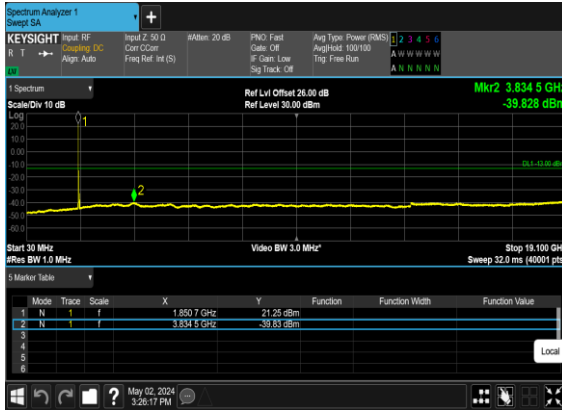 Spectrum Analyzer 1
Swept SA
+
KEYSIGHT Input: RF Input Z: 50 Ω #Atten: 20 dB PNO: Fast Avg Type: Power (RMS) 1 2 3 4 5 6
R T Coupling: DC Corr CCorr Gate: Off Avg|Hold: 100/100 A W W W W W
Align: Auto Freq Ref: Int (S) IF Gain: Low Trig: Free Run
Sig Track: Off A N N N N N
1 Spectrum Ref Lvl Offset 26.00 dB Mkr2 3.834 5 GHz
Scale/Div 10 dB Ref Level 30.00 dBm -39.828 dBm
Log
1
20.0
10.0
0.00
-10.0 DL1 -13.00 dBm
-20.0
-30.0 2
-40.0
-50.0
-60.0
Start 30 MHz Video BW 3.0 MHz* Stop 19.100 GHz
#Res BW 1.0 MHz Sweep 32.0 ms (40001 pts)
5 Marker Table
Mode Trace Scale X Y Function Function Width Function Value
1 N 1 f 1.850 7 GHz 21.25 dBm
2 N 1 f 3.834 5 GHz -39.83 dBm
3
4
5
6
Local
? May 02, 2024
3:26:17 PM